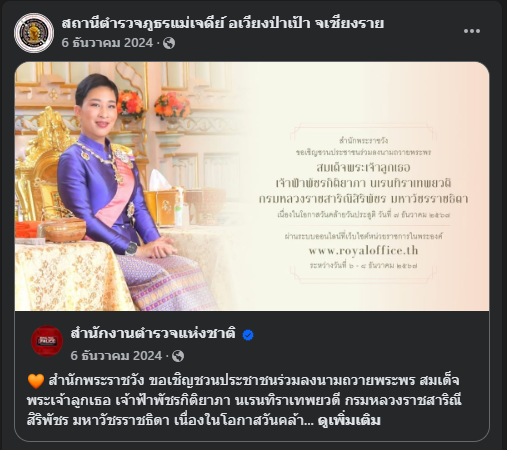 สถานีตำรวจภูธรแม่เจดีย์ อเวียงป่าเป้า จเชียงราย
6 ธันวาคม 2024 ·
สำนักพระราชวัง
ขอเชิญชวนประชาชนร่วมลงนามถวายพระพร
สมเด็จพระเจ้าลูกเธอ
เจ้าฟ้าพัชรกิติยาภา นเรนทิราเทพยวดี
กรมหลวงราชสาริณีสิริพัชร มหาวัชรราชธิดา
เนื่องในโอกาสวันคล้ายวันประสูติ วันที่ ๗ ธันวาคม ๒๕๖๗
ผ่านระบบออนไลน์ที่เว็บไซต์หน่วยราชการในพระองค์
www.royaloffice.th
ระหว่างวันที่ ๖ - ๘ ธันวาคม ๒๕๖๗
สำนักงานตำรวจแห่งชาติ
6 ธันวาคม 2024 ·
🧡 สำนักพระราชวัง ขอเชิญชวนประชาชนร่วมลงนามถวายพระพร สมเด็จ
พระเจ้าลูกเธอ เจ้าฟ้าพัชรกิติยาภา นเรนทิราเทพยวดี กรมหลวงราชสาริณี
สิริพัชร มหาวัชรราชธิดา เนื่องในโอกาสวันคล้า... ดูเพิ่มเติม